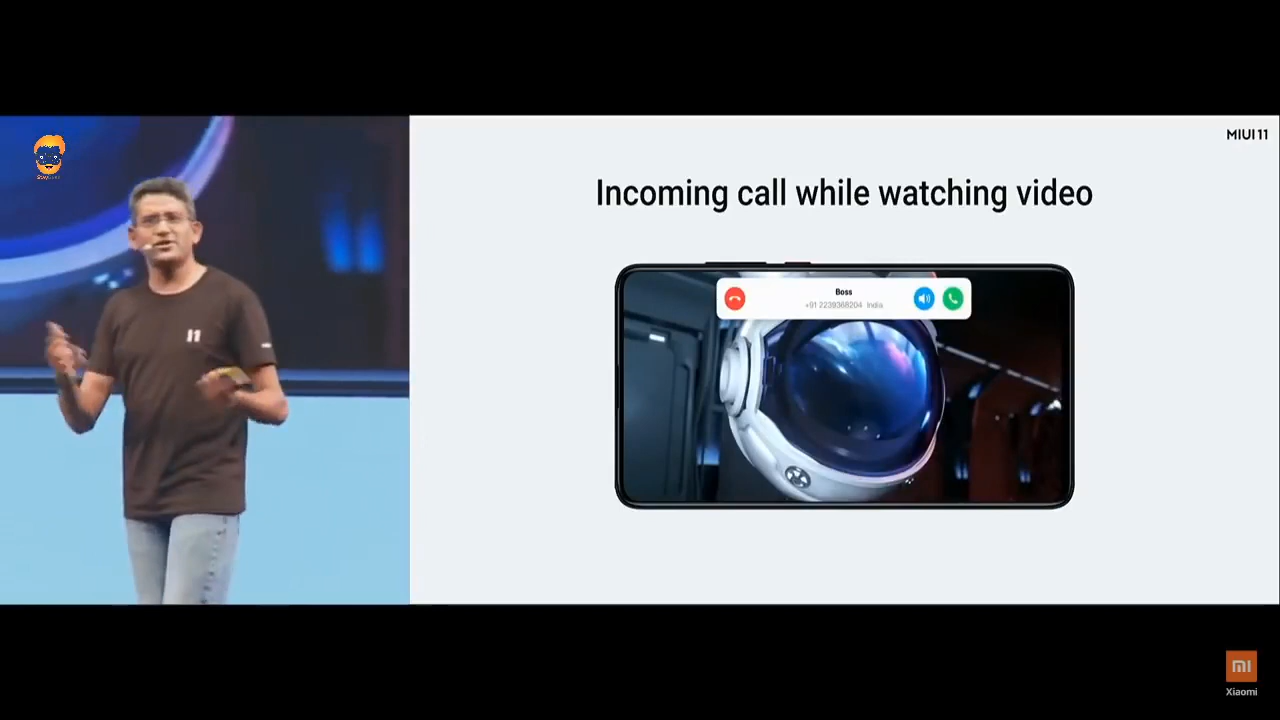 MIUI 11
Incoming call while watching video
Boss
+91 2239368204 India
11
mi
Xiaomi